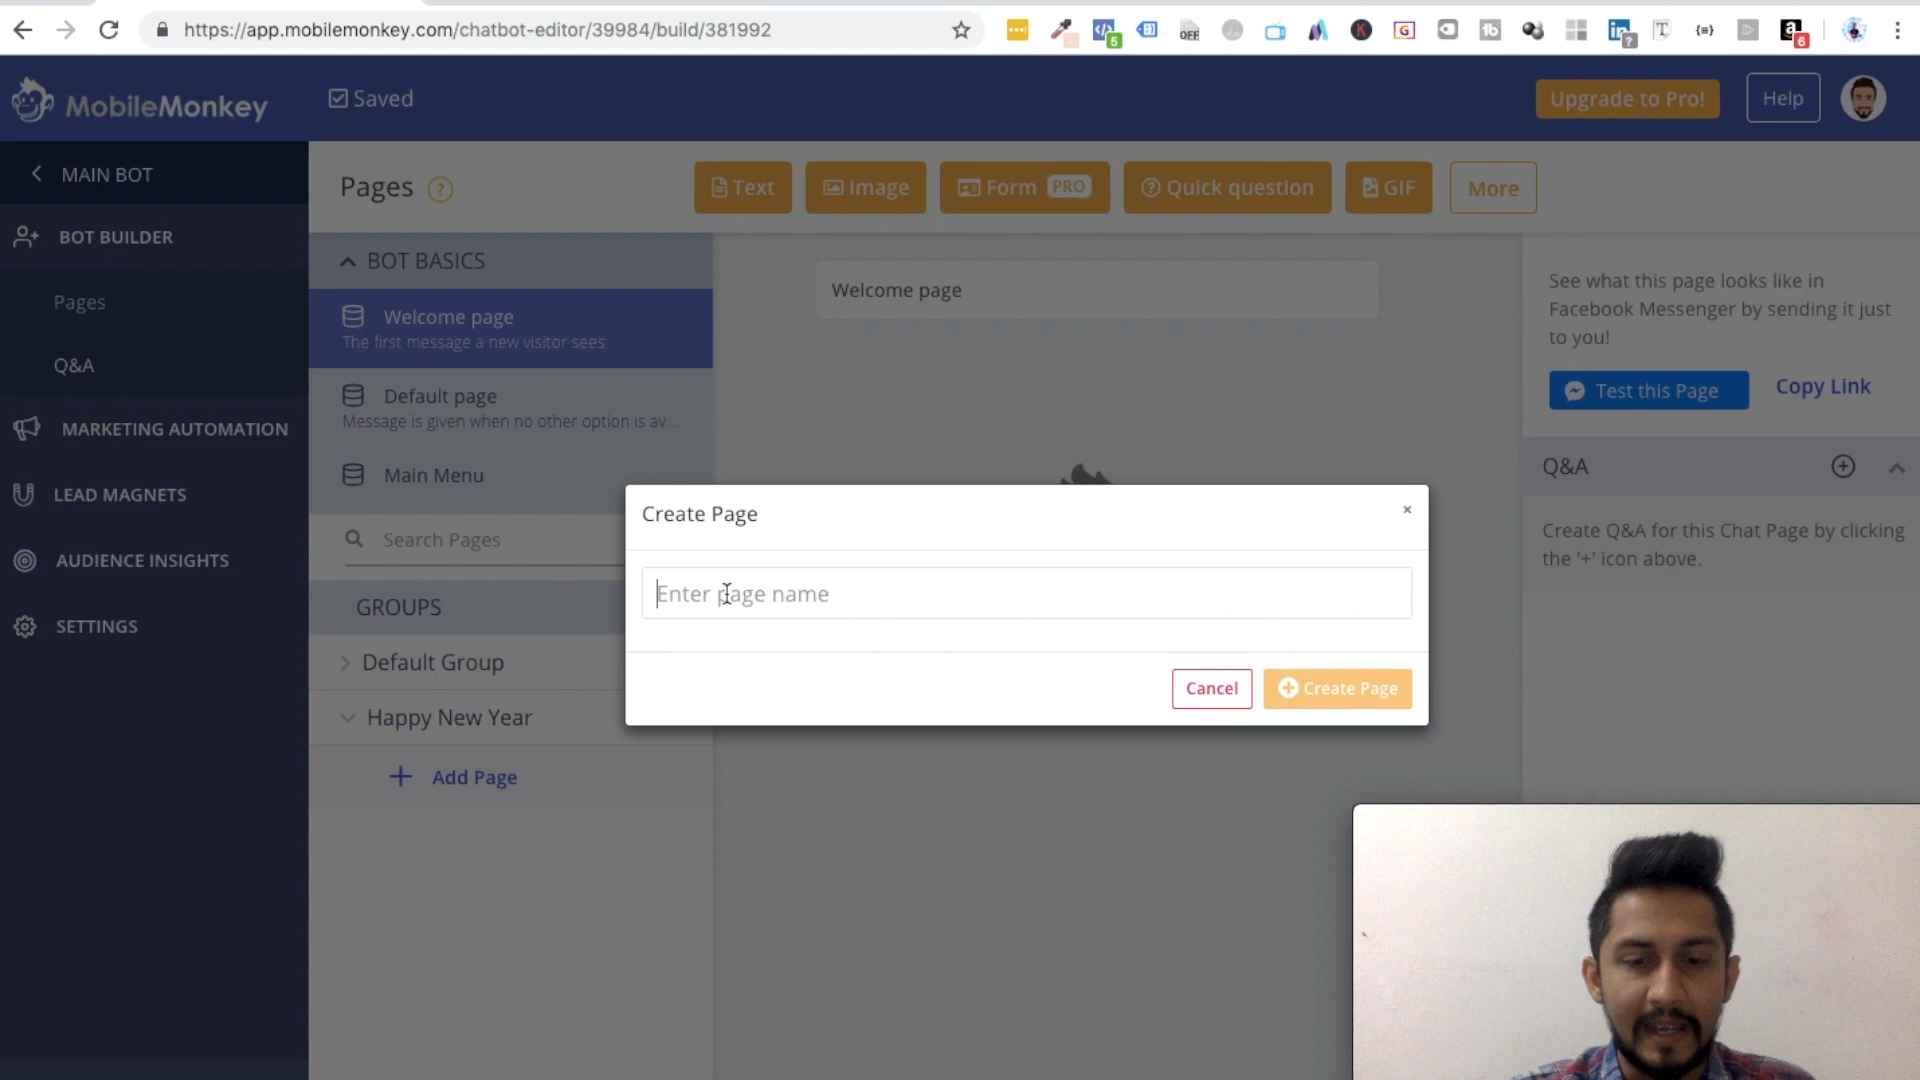 https://app.mobilemonkey.com/chatbot-editor/39984/build/381992
OFF
5
K
G
tb
in
?
T
{≡}
a
6
MobileMonkey
Saved
Upgrade to Pro!
Help
MAIN BOT
Pages ?
Text
Image
Form PRO
Quick question
GIF
More
BOT BUILDER
Pages
Q&A
MARKETING AUTOMATION
LEAD MAGNETS
AUDIENCE INSIGHTS
SETTINGS
BOT BASICS
Welcome page
The first message a new visitor sees
Default page
Message is given when no other option is av...
Main Menu
Search Pages
GROUPS
Default Group
Happy New Year
+ Add Page
Welcome page
Create Page
×
Enter page name
Cancel
Create Page
See what this page looks like in
Facebook Messenger by sending it just
to you!
Test this Page
Copy Link
Q&A
Create Q&A for this Chat Page by clicking
the '+' icon above.